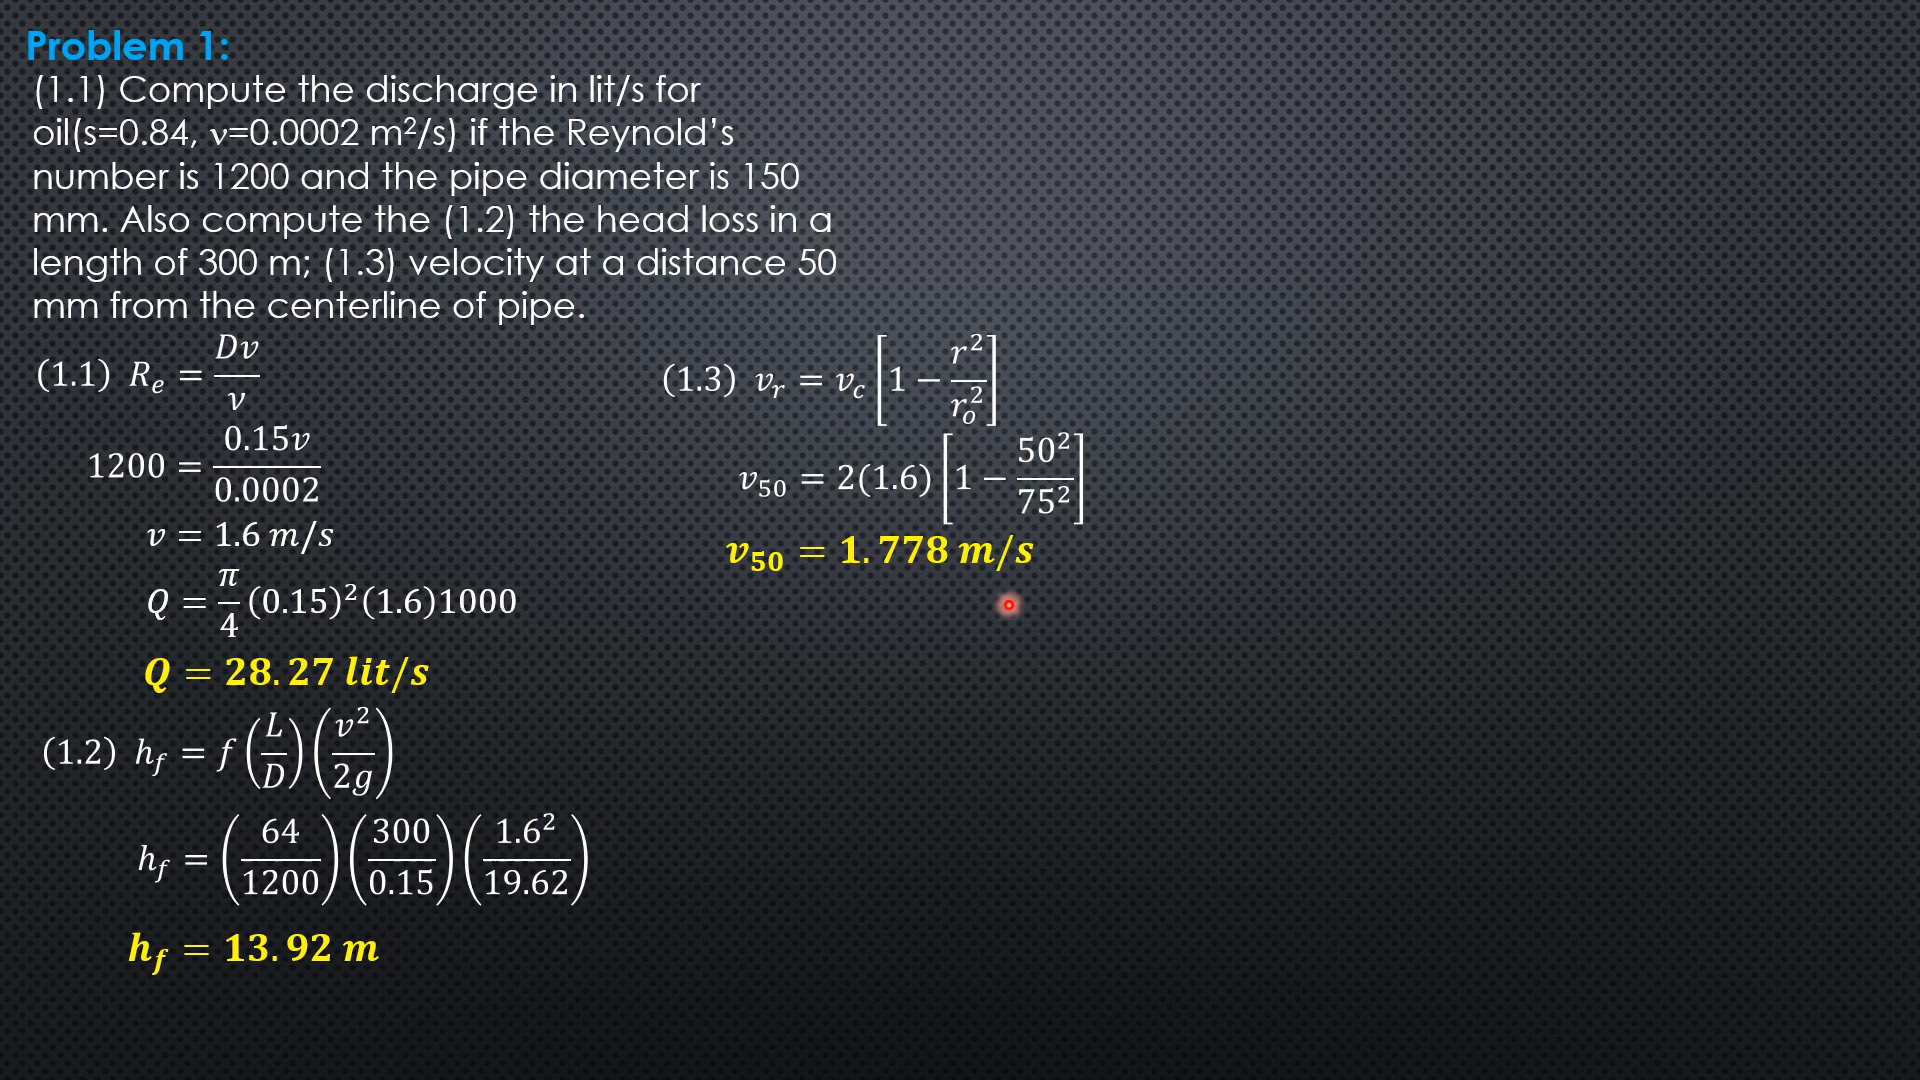 Problem 1:
(1.1) Compute the discharge in lit/s for
oil(s=0.84, ν=0.0002 m²/s) if the Reynold’s
number is 1200 and the pipe diameter is 150
mm. Also compute the (1.2) the head loss in a
length of 300 m; (1.3) velocity at a distance 50
mm from the centerline of pipe.
(1.1) Rₑ = Dv/ν
1200 = 0.15v/0.0002
v = 1.6 m/s
Q = π/4 (0.15)²(1.6)1000
Q = 28.27 lit/s
(1.2) h_f = f (L/D) (v²/2g)
h_f = (64/1200) (300/0.15) (1.6²/19.62)
h_f = 13.92 m
(1.3) v_r = v_c [1 − r²/r_o²]
v₅₀ = 2(1.6) [1 − 50²/75²]
v₅₀ = 1.778 m/s